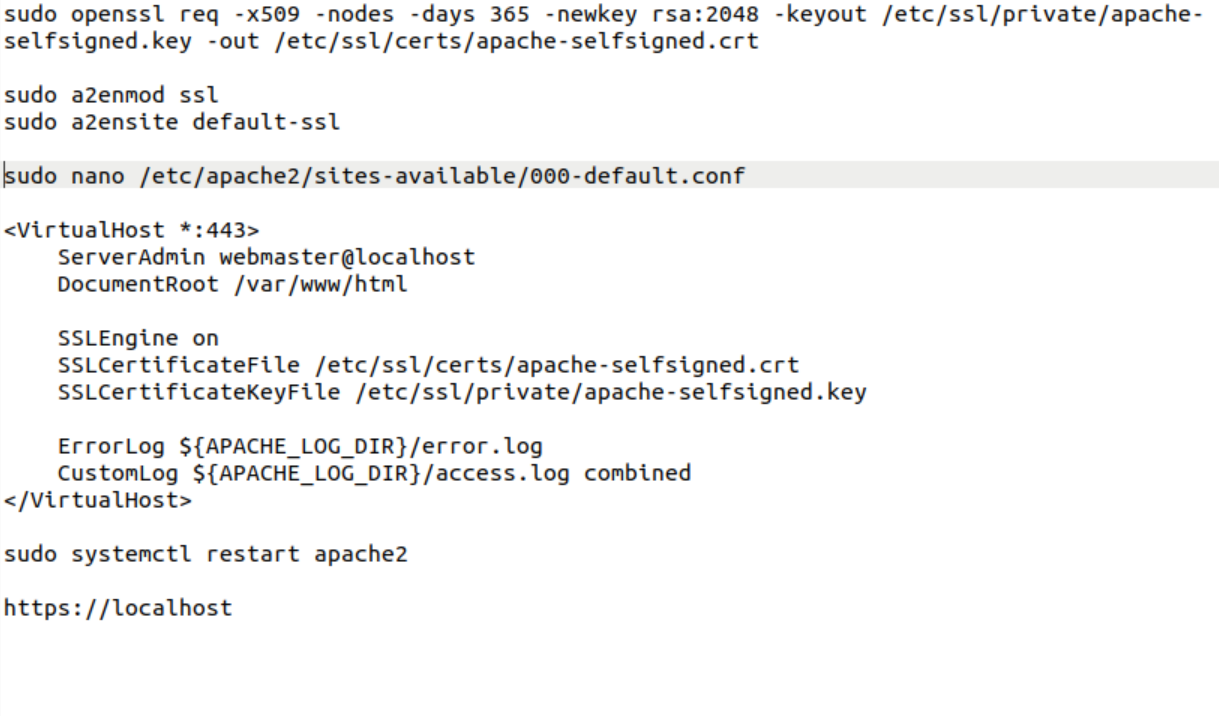 sudo openssl req -x509 -nodes -days 365 -newkey rsa:2048 -keyout /etc/ssl/private/apache-
selfsigned.key -out /etc/ssl/certs/apache-selfsigned.crt
sudo a2enmod ssl
sudo a2ensite default-ssl
sudo nano /etc/apache2/sites-available/000-default.conf
<VirtualHost *:443>
    ServerAdmin webmaster@localhost
    DocumentRoot /var/www/html
    SSLEngine on
    SSLCertificateFile /etc/ssl/certs/apache-selfsigned.crt
    SSLCertificateKeyFile /etc/ssl/private/apache-selfsigned.key
    ErrorLog ${APACHE_LOG_DIR}/error.log
    CustomLog ${APACHE_LOG_DIR}/access.log combined
</VirtualHost>
sudo systemctl restart apache2
https://localhost